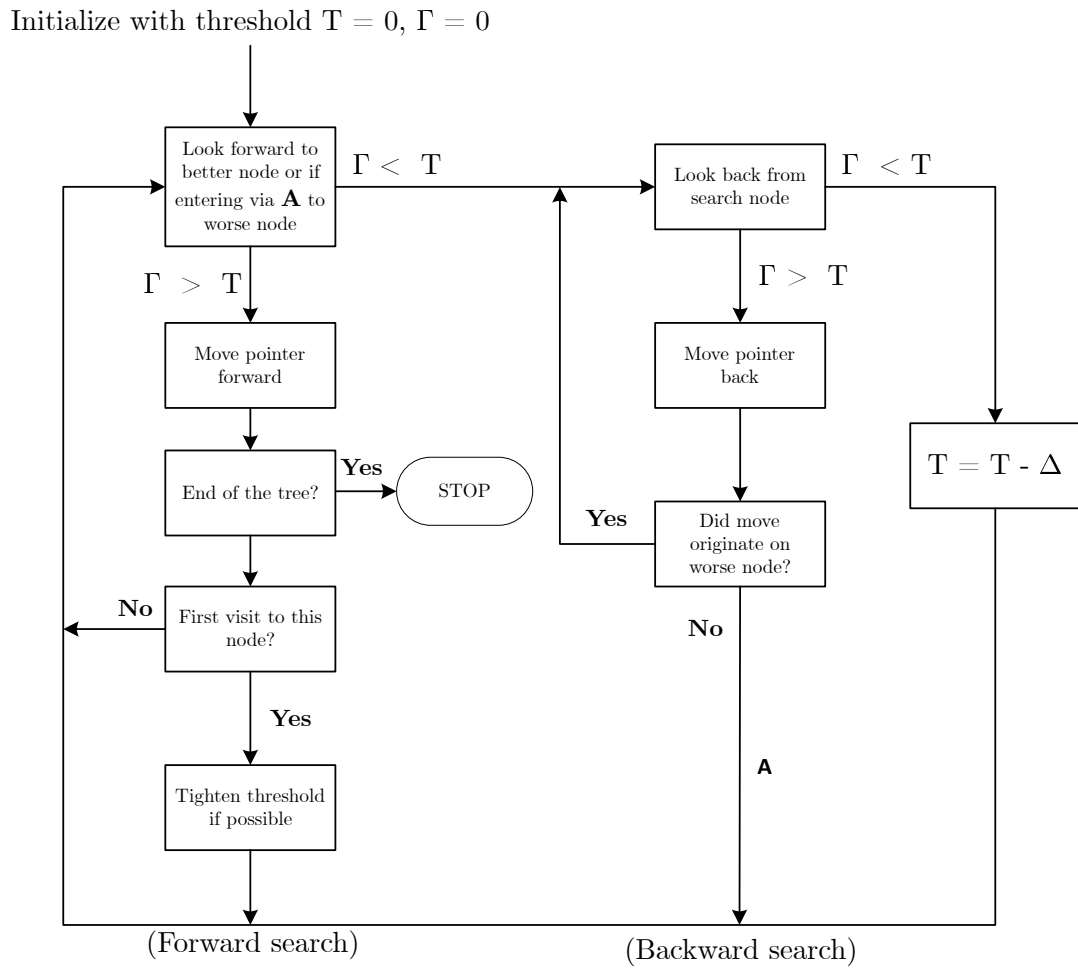 Initialize with threshold T = 0, Γ = 0
Look forward to
better node or if
entering via A to
worse node
Γ < T
Γ > T
Move pointer
forward
End of the tree?
Yes
STOP
First visit to this
node?
No
Yes
Tighten threshold
if possible
(Forward search)
Look back from
search node
Γ < T
Γ > T
Move pointer
back
T = T - Δ
Did move
originate on
worse node?
Yes
No
A
(Backward search)